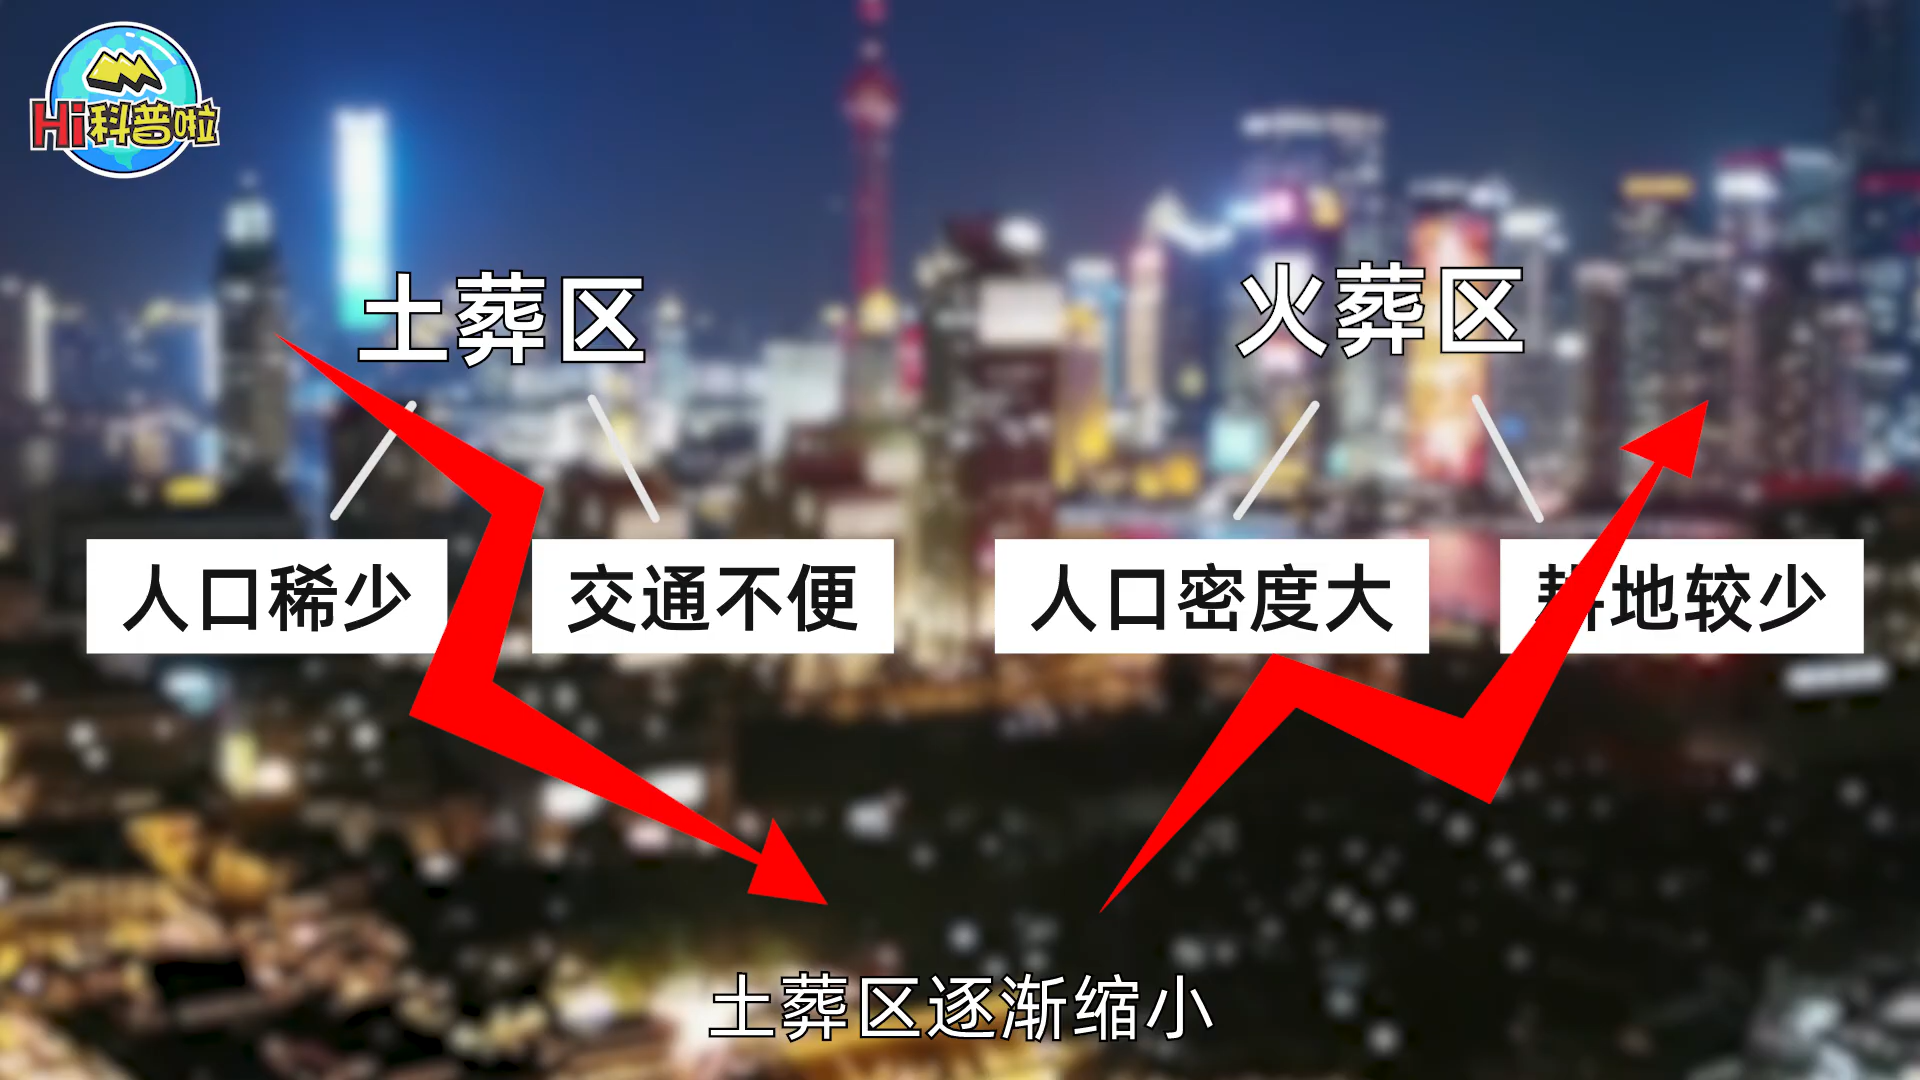 Hi科普啦
土葬区
火葬区
人口稀少
交通不便
人口密度大
耕地较少
土葬区逐渐缩小